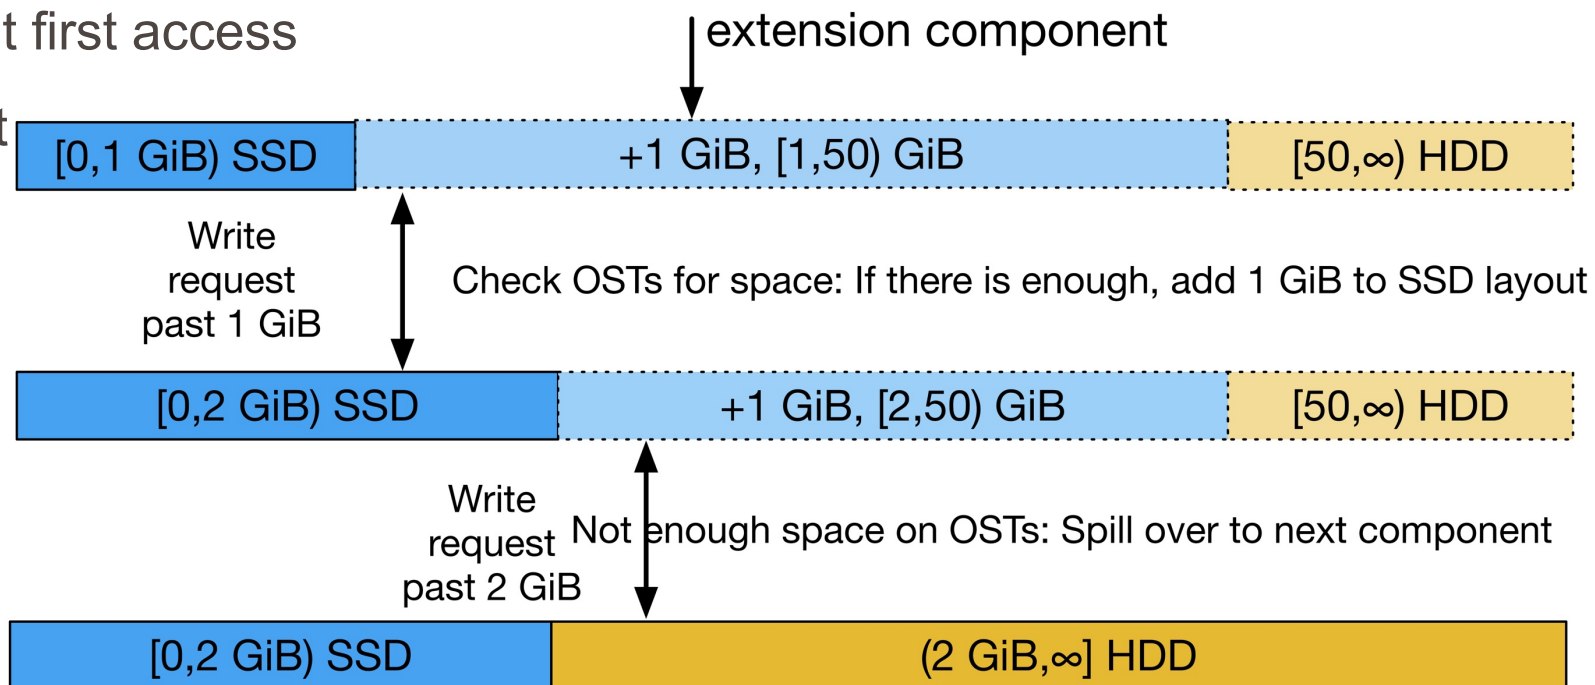 t first access
extension component
t
[0,1 GiB) SSD
+1 GiB, [1,50) GiB
[50,∞) HDD
Write
request
past 1 GiB
Check OSTs for space: If there is enough, add 1 GiB to SSD layout
[0,2 GiB) SSD
+1 GiB, [2,50) GiB
[50,∞) HDD
Write
request
past 2 GiB
Not enough space on OSTs: Spill over to next component
[0,2 GiB) SSD
(2 GiB,∞] HDD